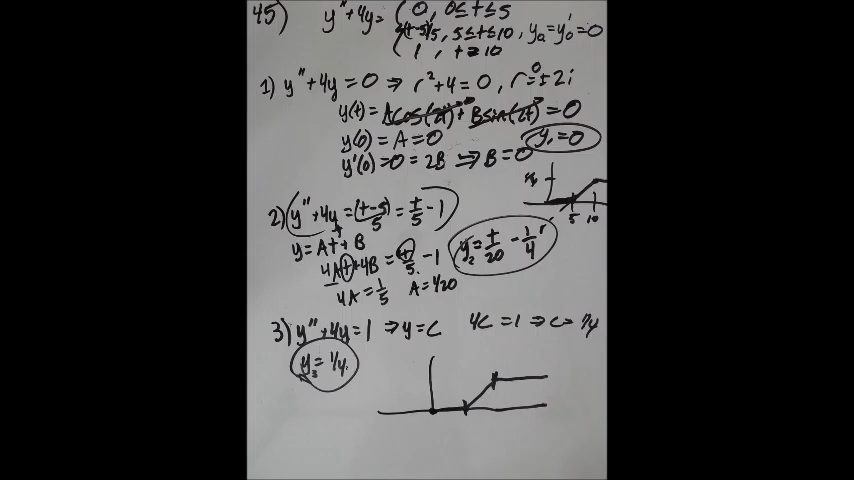 45) y"+4y= { 0, 0≤t≤5
(t-5)/5, 5≤t≤10, y₀=y₀'=0
1, t≥10
1) y"+4y=0 ⇒ r²+4=0, r=±2i
y(t)=Acos(2t)+Bsin(2t)=0
y(0)=A=0 y₁=0
y'(0)=0=2B ⇒ B=0
5 10
2) y"+4y=(t-5)/5=t/5-1
y=At+B y₂=t/20-1/4
4At+4B=t/5-1
4A=1/5 A=1/20
3) y"+4y=1 ⇒ y=C 4C=1 ⇒ C=1/4
y₃=1/4